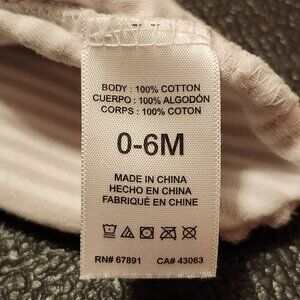 BODY : 100% COTTON
CUERPO : 100% ALGODÓN
CORPS : 100% COTON
0-6M
MADE IN CHINA
HECHO EN CHINA
FABRIQUÉ EN CHINE
RN# 67891 CA# 43063